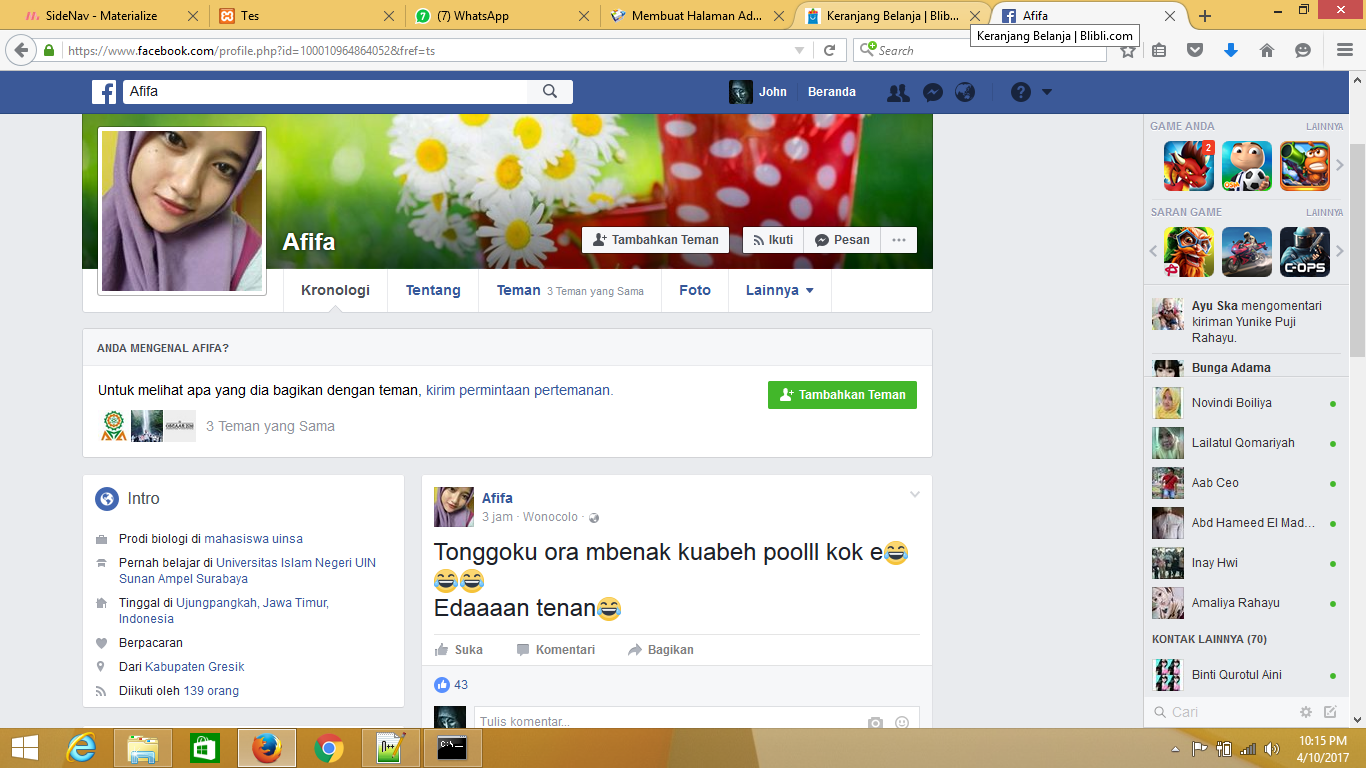 SideNav - Materialize
Tes
(7) WhatsApp
Membuat Halaman Ad...
Keranjang Belanja | Blib...
Afifa
https://www.facebook.com/profile.php?id=100010964864052&fref=ts
Search
Keranjang Belanja | Blibli.com
Afifa
John
Beranda
Afifa
Tambahkan Teman
Ikuti
Pesan
Kronologi
Tentang
Teman 3 Teman yang Sama
Foto
Lainnya
ANDA MENGENAL AFIFA?
Untuk melihat apa yang dia bagikan dengan teman, kirim permintaan pertemanan.
Tambahkan Teman
3 Teman yang Sama
Intro
Prodi biologi di mahasiswa uinsa
Pernah belajar di Universitas Islam Negeri UIN
Sunan Ampel Surabaya
Tinggal di Ujungpangkah, Jawa Timur,
Indonesia
Berpacaran
Dari Kabupaten Gresik
Diikuti oleh 139 orang
Afifa
3 jam · Wonocolo ·
Tonggoku ora mbenak kuabeh poolll kok e😂
😂😂
Edaaaan tenan😂
Suka
Komentari
Bagikan
43
Tulis komentar...
GAME ANDA
LAINNYA
2
SARAN GAME
LAINNYA
C-OPS
Ayu Ska mengomentari
kiriman Yunike Puji
Rahayu.
Bunga Adama
Novindi Boiliya
Lailatul Qomariyah
Aab Ceo
Abd Hameed El Mad...
Inay Hwi
Amaliya Rahayu
KONTAK LAINNYA (70)
Binti Qurotul Aini
Cari
10:15 PM
4/10/2017